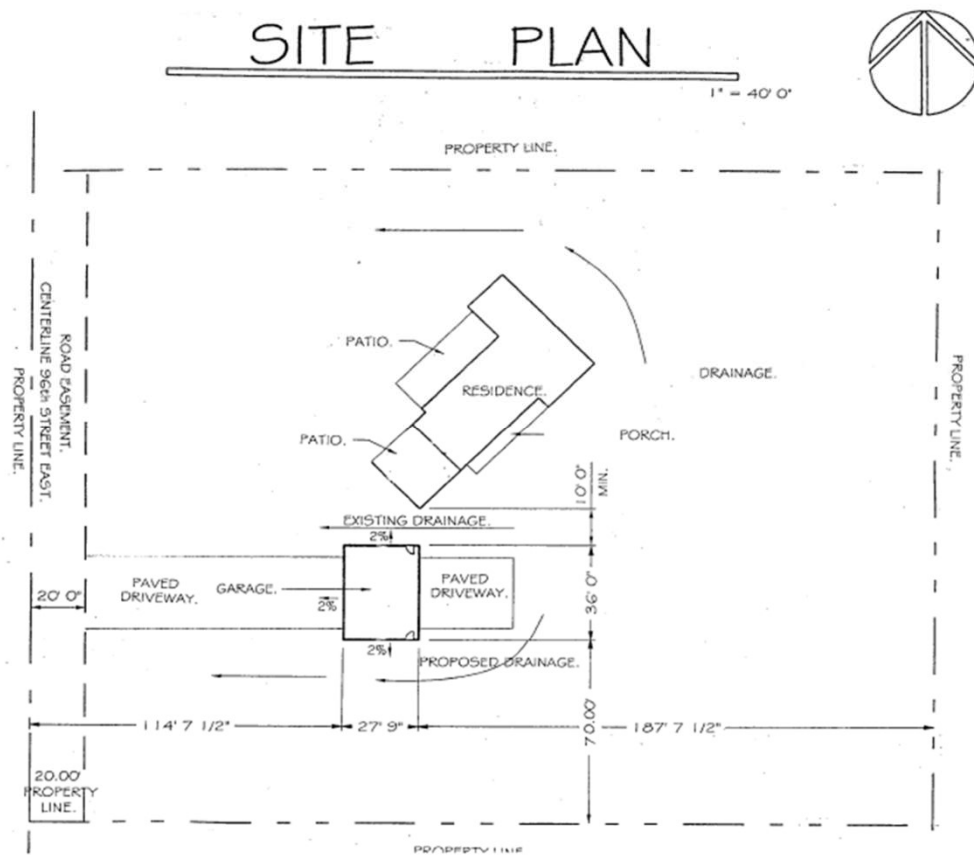 SITE PLAN
1" = 40' 0"
PROPERTY LINE.
ROAD EASEMENT.
CENTERLINE 96th STREET EAST.
PROPERTY LINE.
PATIO.
RESIDENCE.
DRAINAGE.
PROPERTY LINE.
PATIO.
PORCH.
10' 0"
MIN.
EXISTING DRAINAGE.
2%
PAVED
DRIVEWAY.
GARAGE.
PAVED
DRIVEWAY.
36' 0"
20' 0"
2%
2%
PROPOSED DRAINAGE.
114' 7 1/2"
27' 9"
70.00'
187' 7 1/2"
20.00'
PROPERTY
LINE.
PROPERTY LINE